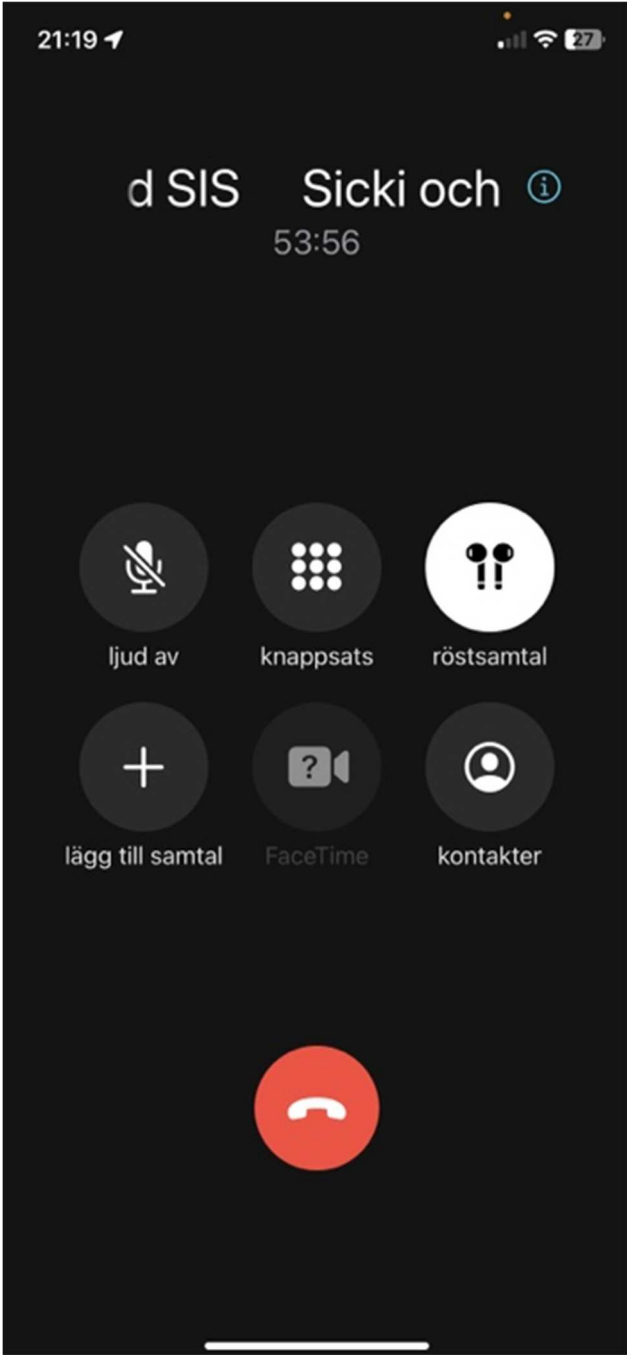 21:19 27
d SIS Sicki och
53:56
ljud av knappsats röstsamtal
?
lägg till samtal FaceTime kontakter